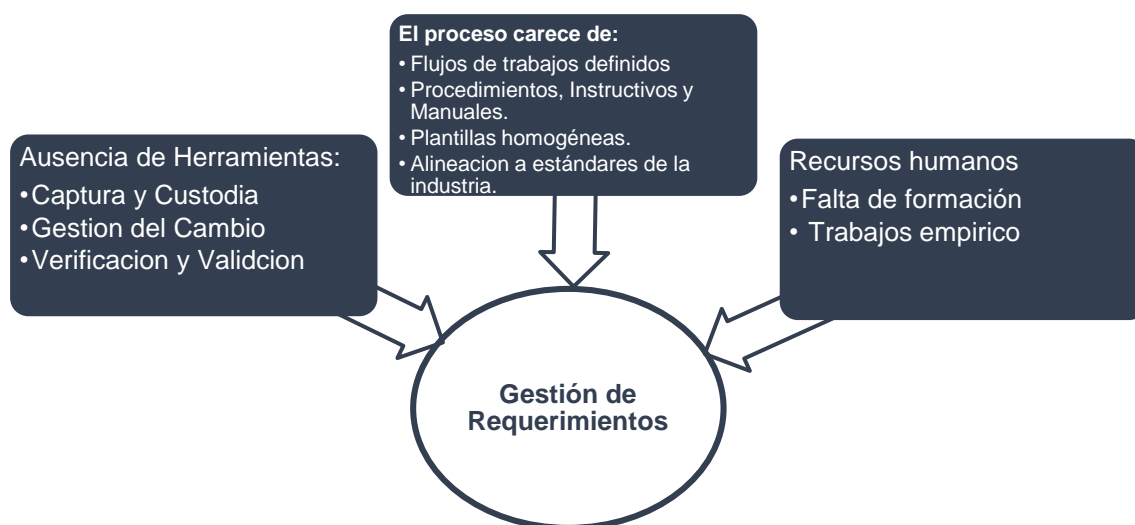 El proceso carece de:
• Flujos de trabajos definidos
• Procedimientos, Instructivos y
Manuales.
• Plantillas homogéneas.
• Alineacion a estándares de la
industria.
Ausencia de Herramientas:
•Captura y Custodia
•Gestion del Cambio
•Verificacion y Validcion
Recursos humanos
•Falta de formación
• Trabajos empirico
Gestión de
Requerimientos